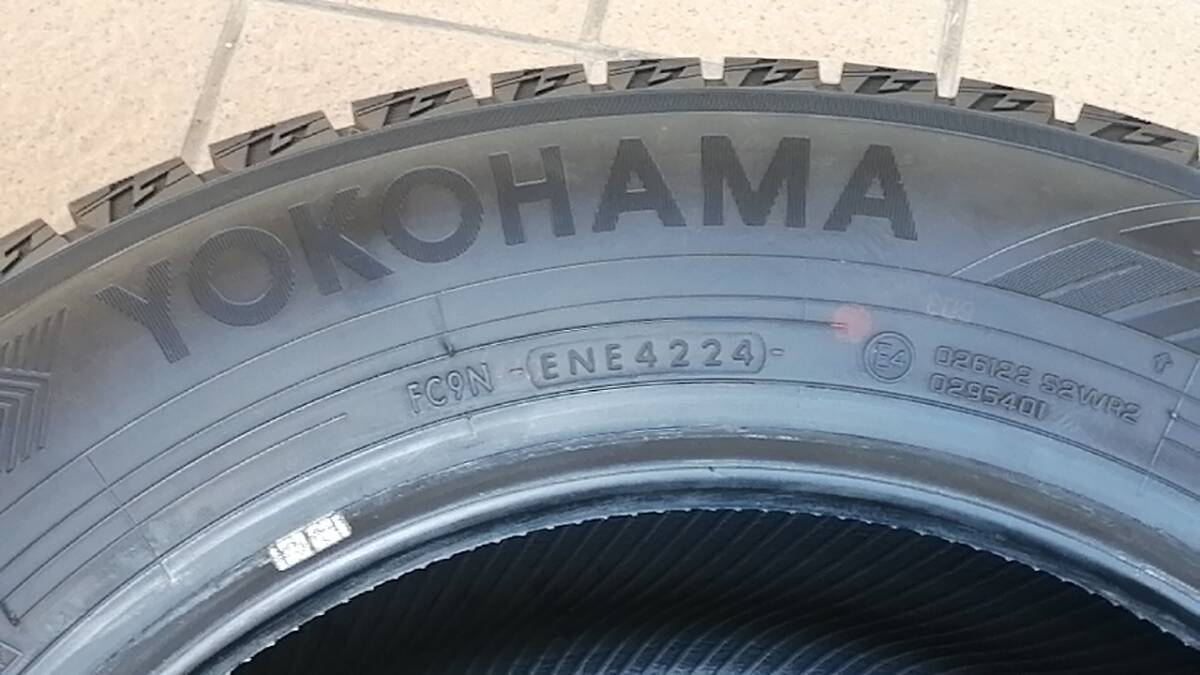 YOKOHAMA
FC9N - ENE4224 -
E4
026122 S2WR2
0295401